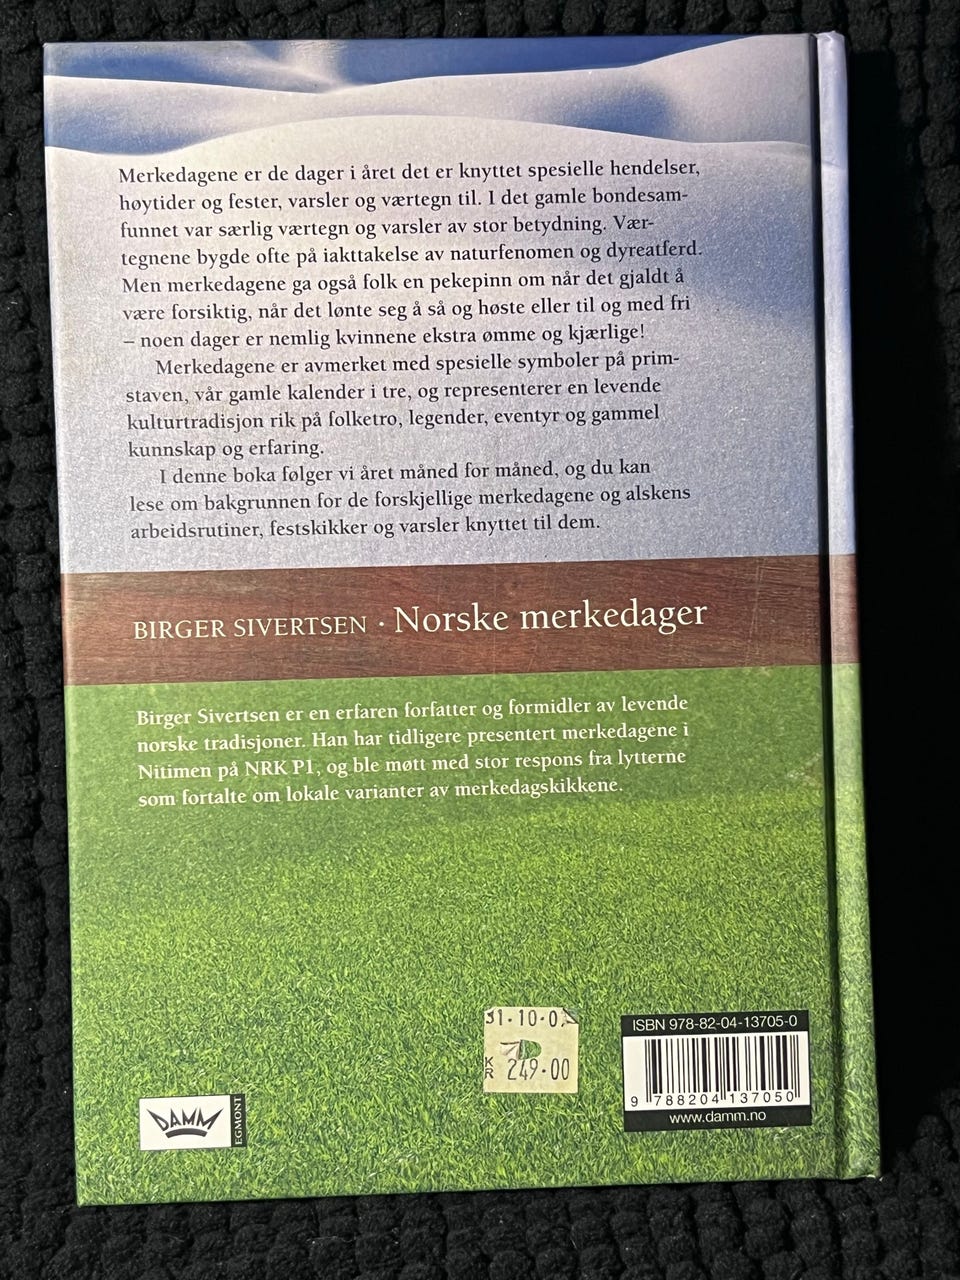 Merkedagene er de dager i året det er knyttet spesielle hendelser,
høytider og fester, varsler og værtegn til. I det gamle bondesam-
funnet var særlig værtegn og varsler av stor betydning. Vær-
tegnene bygde ofte på iakttakelse av naturfenomen og dyreatferd.
Men merkedagene ga også folk en pekepinn om når det gjaldt å
være forsiktig, når det lønte seg å så og høste eller til og med fri
– noen dager er nemlig kvinnene ekstra ømme og kjærlige!
Merkedagene er avmerket med spesielle symboler på prim-
staven, vår gamle kalender i tre, og representerer en levende
kulturtradisjon rik på folketro, legender, eventyr og gammel
kunnskap og erfaring.
I denne boka følger vi året måned for måned, og du kan
lese om bakgrunnen for de forskjellige merkedagene og alskens
arbeidsrutiner, festskikker og varsler knyttet til dem.
BIRGER SIVERTSEN · Norske merkedager
Birger Sivertsen er en erfaren forfatter og formidler av levende
norske tradisjoner. Han har tidligere presentert merkedagene i
Nitimen på NRK P1, og ble møtt med stor respons fra lytterne
som fortalte om lokale varianter av merkedagskikkene.
KR 249.00
ISBN 978-82-04-13705-0
9 788204 137050
www.damm.no
DAMM
EGMONT